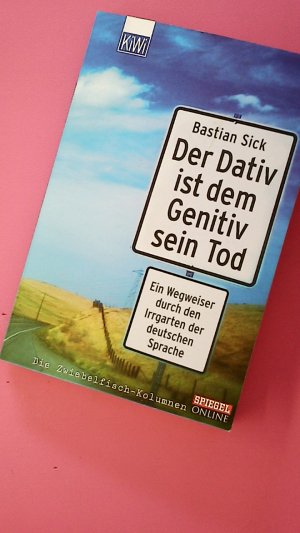 KiWi
Bastian Sick
Der Dativ
ist dem
Genitiv
sein Tod
Ein Wegweiser
durch den
Irrgarten der
deutschen
Sprache
Die Zwiebelfisch-Kolumnen
SPIEGEL
ONLINE